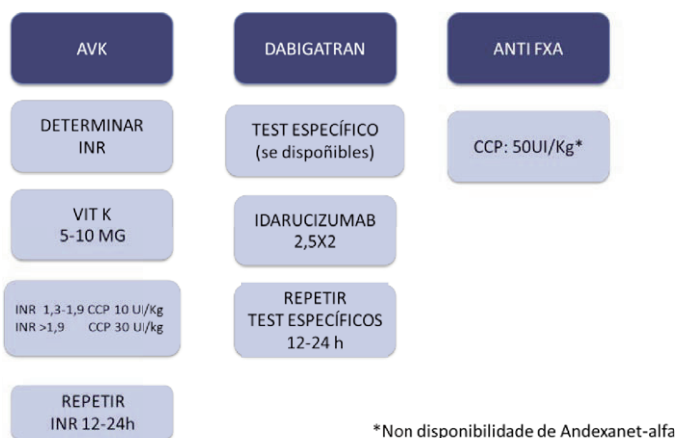 AVK
DETERMINAR
INR
VIT K
5-10 MG
INR 1,3-1,9 CCP 10 UI/Kg
INR >1,9 CCP 30 UI/kg
REPETIR
INR 12-24h
DABIGATRAN
TEST ESPECÍFICO
(se dispoñibles)
IDARUCIZUMAB
2,5X2
REPETIR
TEST ESPECÍFICOS
12-24 h
ANTI FXA
CCP: 50UI/Kg*
*Non disponibilidade de Andexanet-alfa